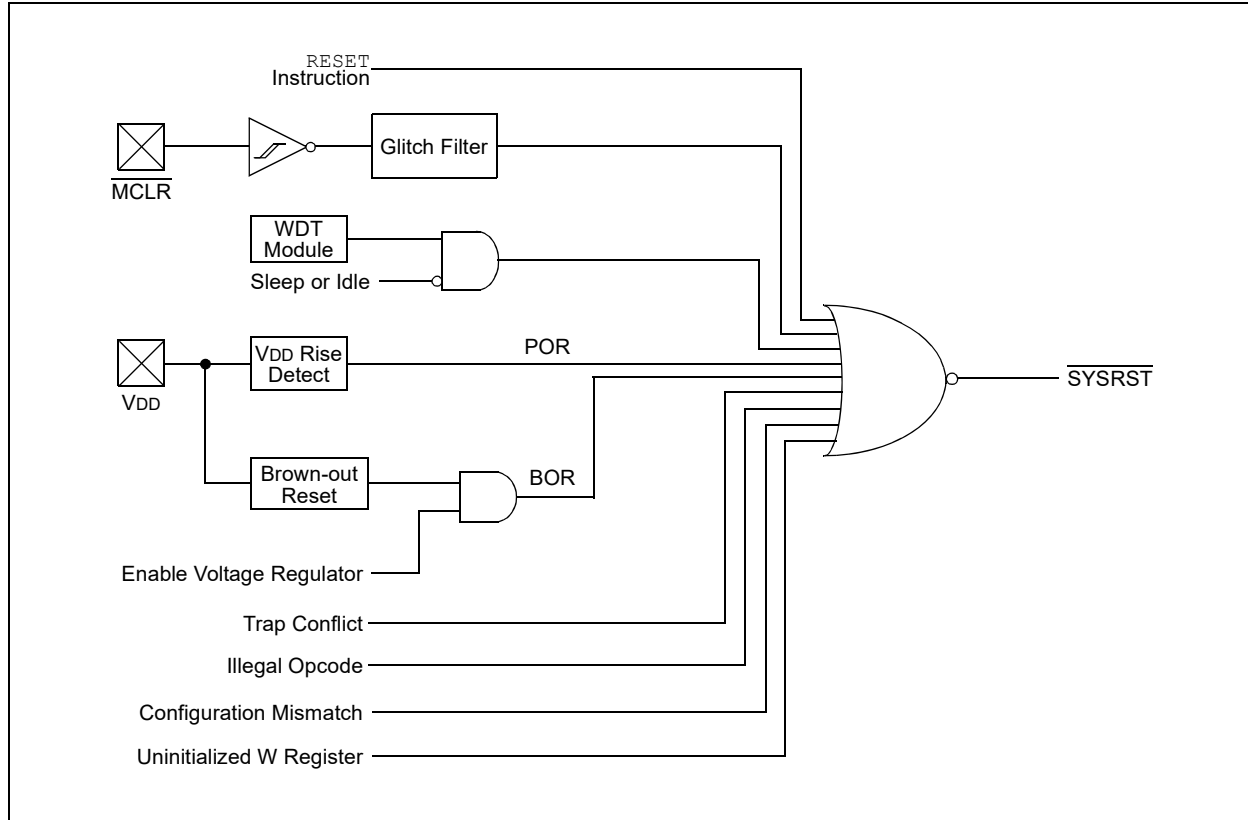 RESET
Instruction
Glitch Filter
MCLR
WDT
Module
Sleep or Idle
VDD Rise
Detect
POR
VDD
SYSRST
Brown-out
Reset
BOR
Enable Voltage Regulator
Trap Conflict
Illegal Opcode
Configuration Mismatch
Uninitialized W Register